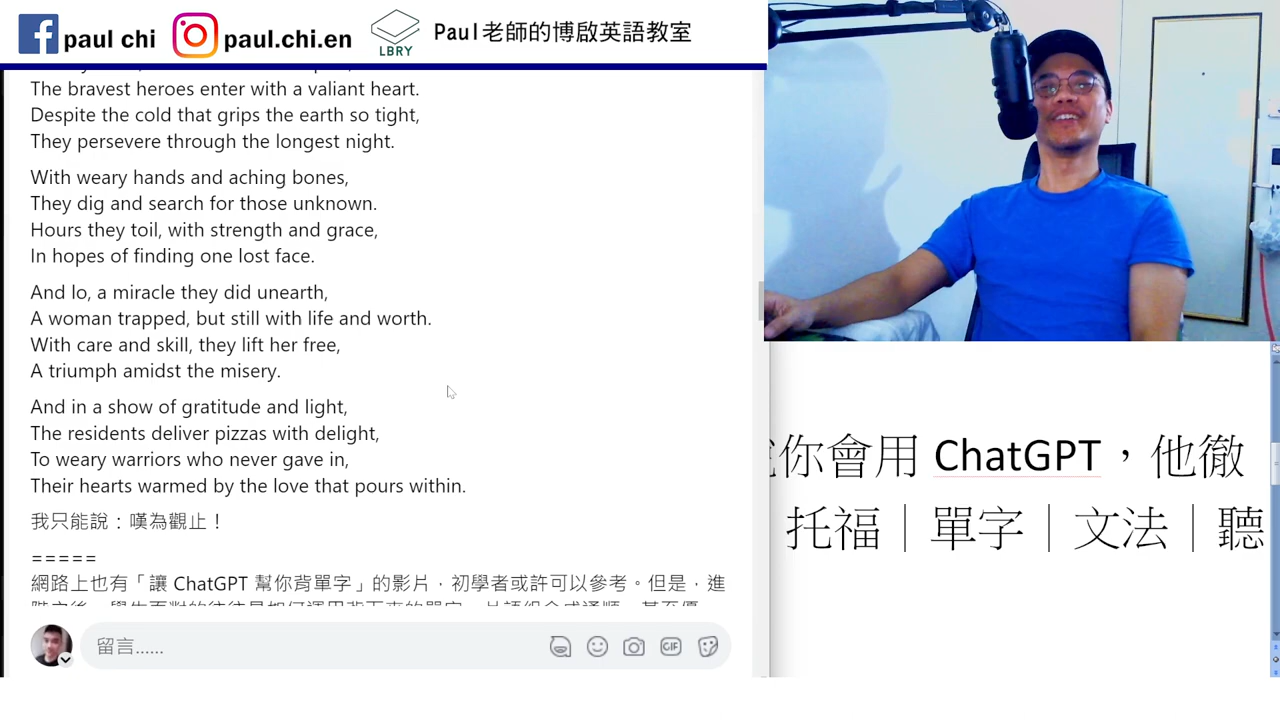 paul chi
paul.chi.en
LBRY
Paul老師的博啟英語教室
The bravest heroes enter with a valiant heart.
Despite the cold that grips the earth so tight,
They persevere through the longest night.
With weary hands and aching bones,
They dig and search for those unknown.
Hours they toil, with strength and grace,
In hopes of finding one lost face.
And lo, a miracle they did unearth,
A woman trapped, but still with life and worth.
With care and skill, they lift her free,
A triumph amidst the misery.
And in a show of gratitude and light,
The residents deliver pizzas with delight,
To weary warriors who never gave in,
Their hearts warmed by the love that pours within.
我只能說：嘆為觀止！
=====
網路上也有「讓 ChatGPT 幫你背單字」的影片，初學者或許可以參考。但是，進
留言......
GIF
你會用 ChatGPT，他徹
托福｜單字｜文法｜聽